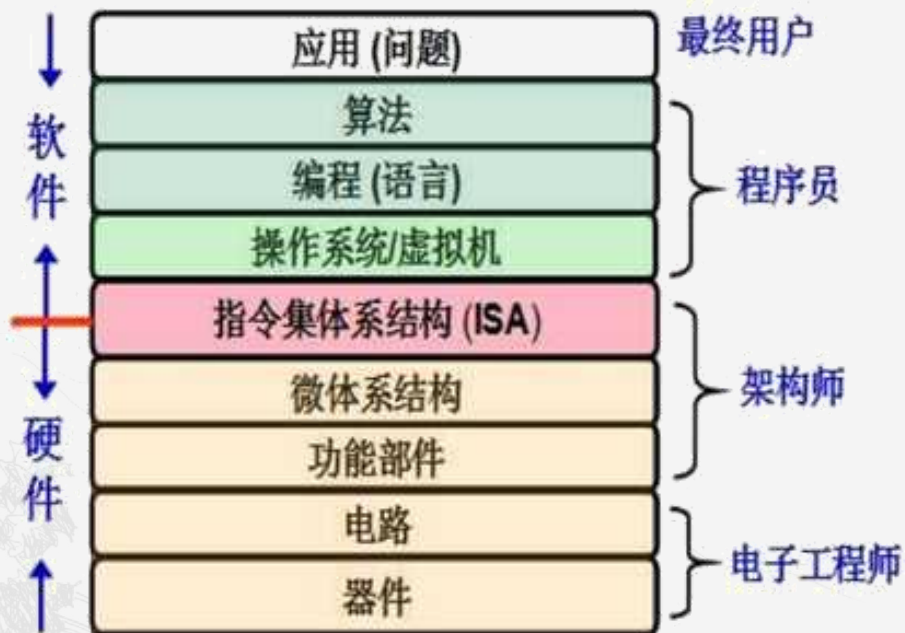 应用 (问题)
最终用户
算法
编程 (语言)
操作系统/虚拟机
程序员
指令集体系结构 (ISA)
微体系结构
功能部件
架构师
电路
器件
电子工程师
软件
硬件